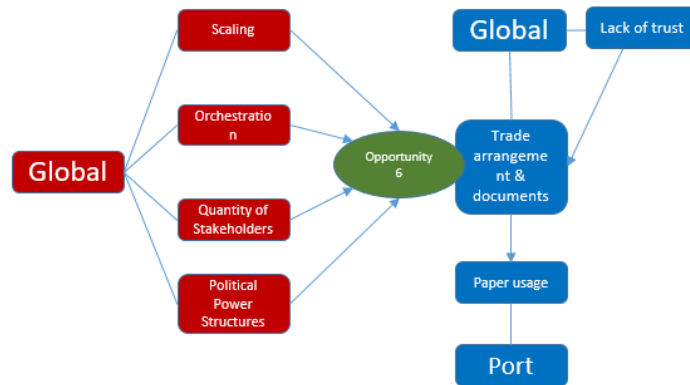 Scaling
Global
Lack of trust
Orchestratio
n
Trade
arrangeme
nt &
documents
Opportunity
6
Global
Quantity of
Stakeholders
Political
Power
Structures
Paper usage
Port